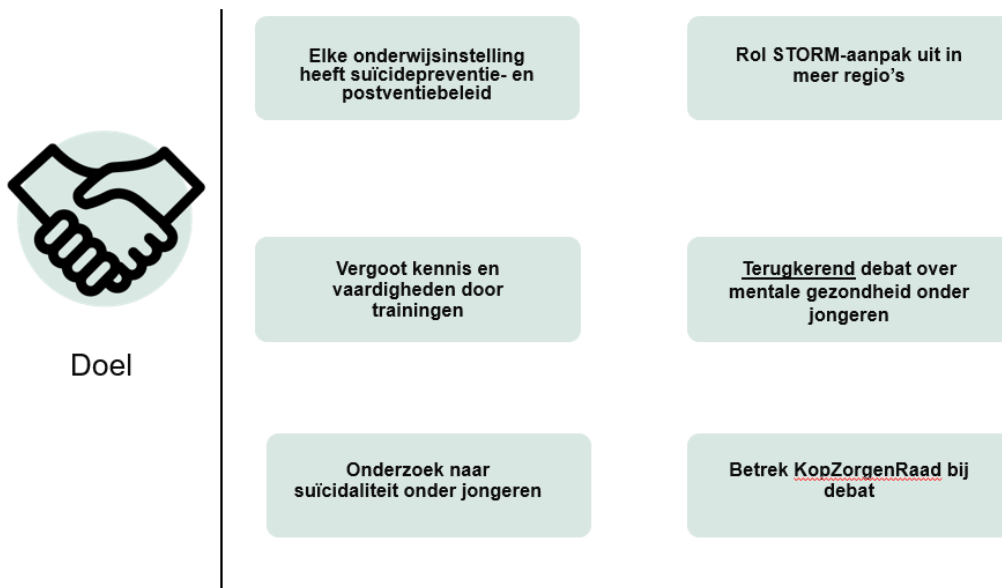 Elke onderwijsinstelling
heeft suïcidepreventie- en
postventiebeleid
Rol STORM-aanpak uit in
meer regio's
Vergoot kennis en
vaardigheden door
trainingen
Terugkerend debat over
mentale gezondheid onder
jongeren
Doel
Onderzoek naar
suïcidaliteit onder jongeren
Betrek KopZorgenRaad bij
debat